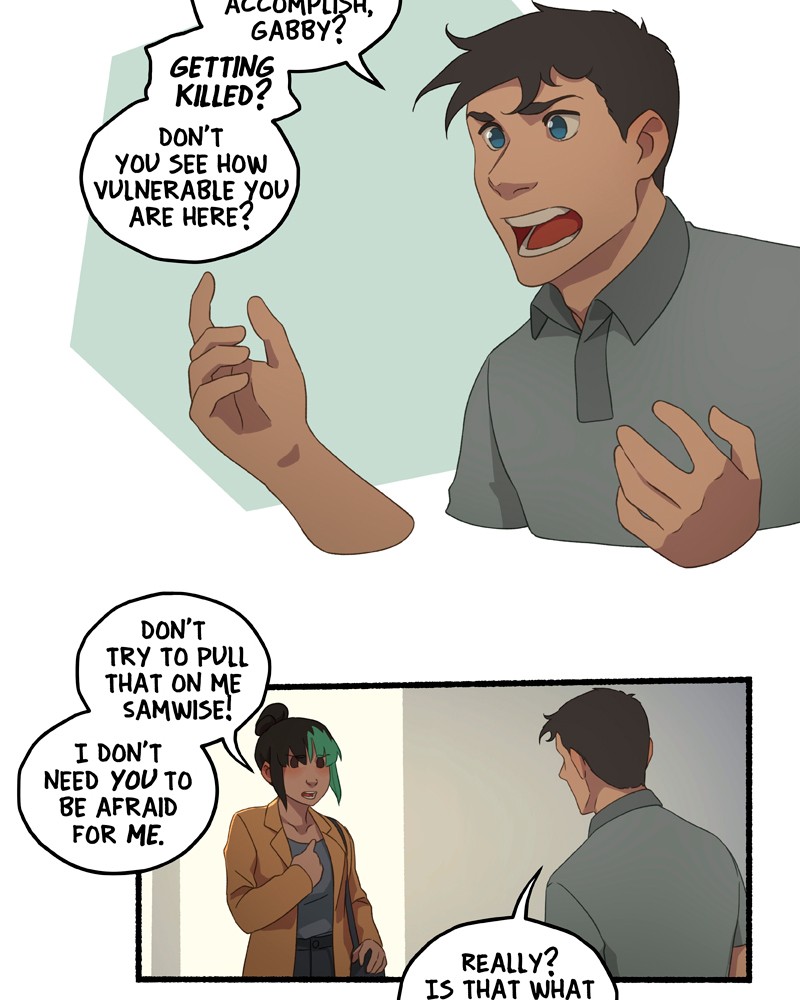 ACCOMPLISH,
GABBY?
GETTING
KILLED?
DON'T
YOU SEE HOW
VULNERABLE YOU
ARE HERE?
DON'T
TRY TO PULL
THAT ON ME
SAMWISE!
I DON'T
NEED YOU TO
BE AFRAID
FOR ME.
REALLY?
IS THAT WHAT